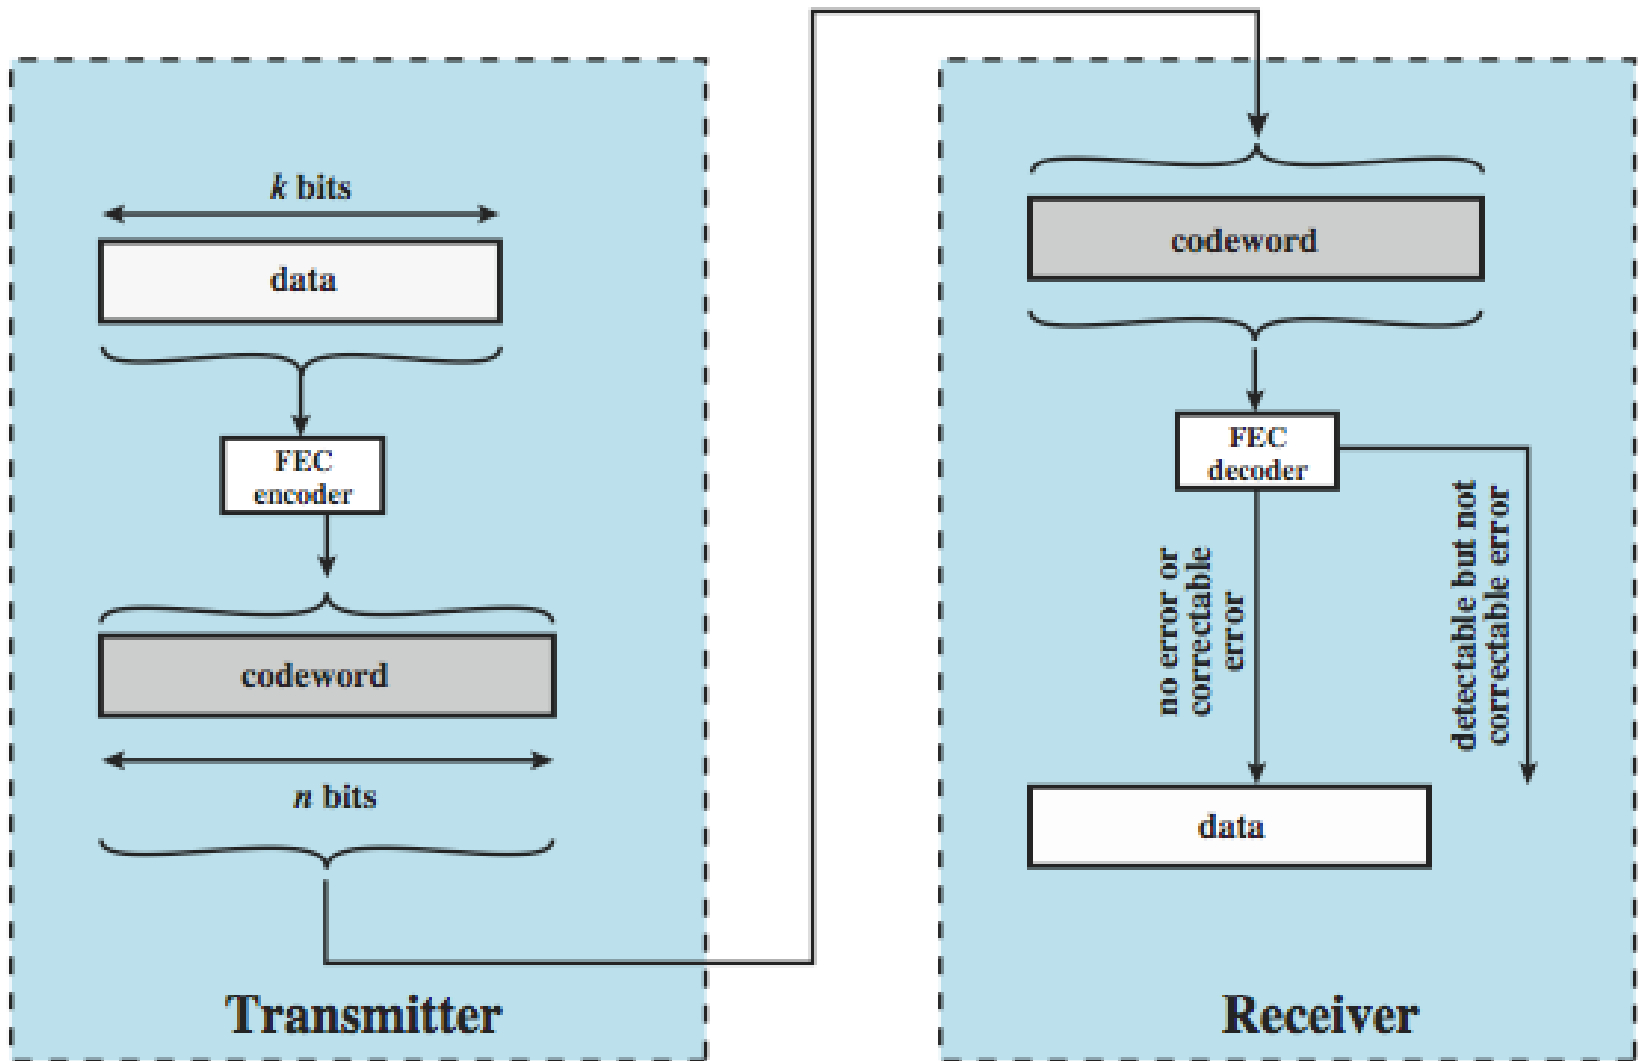 k bits
data
FEC
encoder
codeword
n bits
Transmitter
codeword
FEC
decoder
no error or
correctable
error
detectable but not
correctable error
data
Receiver